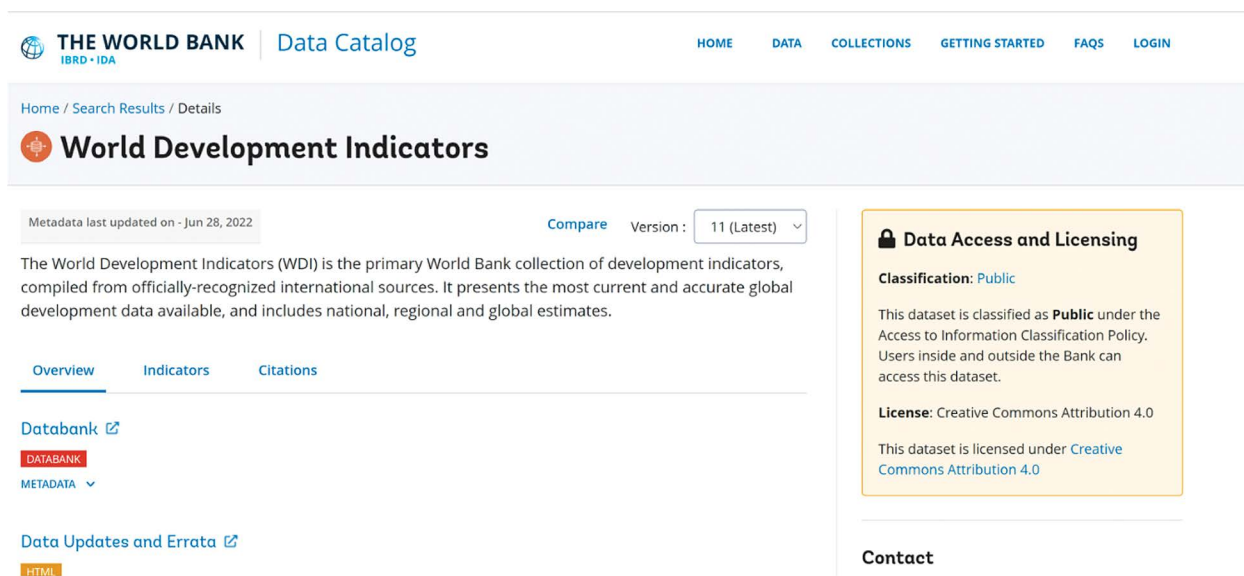 THE WORLD BANK
IBRD • IDA
Data Catalog
HOME DATA COLLECTIONS GETTING STARTED FAQS LOGIN
Home / Search Results / Details
World Development Indicators
Metadata last updated on - Jun 28, 2022
Compare Version : 11 (Latest)
The World Development Indicators (WDI) is the primary World Bank collection of development indicators,
compiled from officially-recognized international sources. It presents the most current and accurate global
development data available, and includes national, regional and global estimates.
Overview Indicators Citations
Databank
DATABANK
METADATA
Data Updates and Errata
HTML
Data Access and Licensing
Classification: Public
This dataset is classified as Public under the
Access to Information Classification Policy.
Users inside and outside the Bank can
access this dataset.
License: Creative Commons Attribution 4.0
This dataset is licensed under Creative
Commons Attribution 4.0
Contact